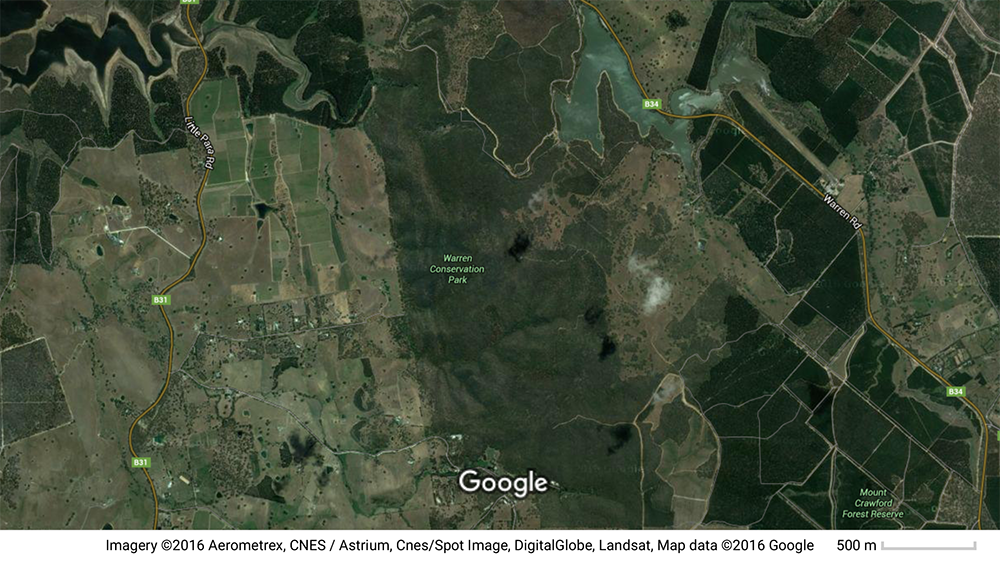 B31
B34
Little Para Rd
Warren Rd
Warren
Conservation
Park
B31
B34
B31
Google
Mount
Crawford
Forest Reserve
Imagery ©2016 Aerometrex, CNES / Astrium, Cnes/Spot Image, DigitalGlobe, Landsat, Map data ©2016 Google 500 m